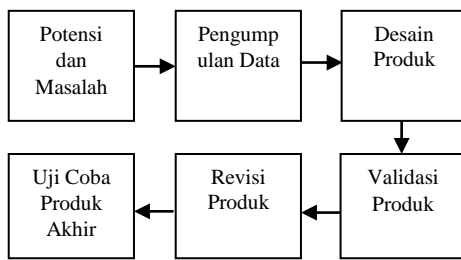 Potensi
dan
Masalah
Pengump
ulan Data
Desain
Produk
Validasi
Produk
Revisi
Produk
Uji Coba
Produk
Akhir